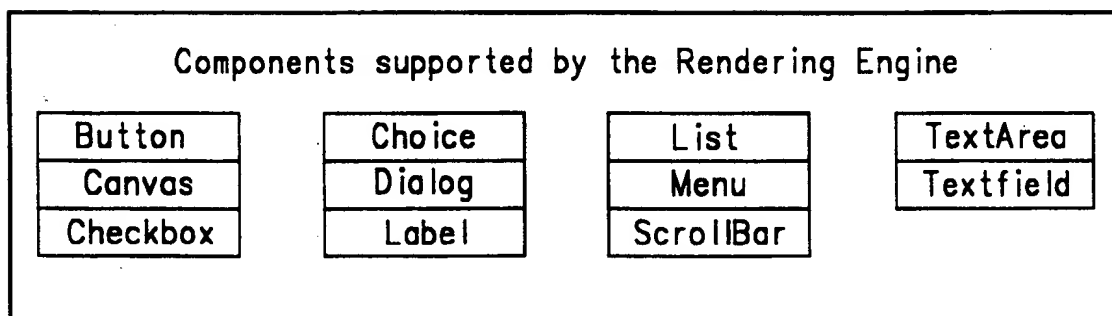 Components supported by the Rendering Engine
Button
Canvas
Checkbox
Choice
Dialog
Label
List
Menu
ScrollBar
TextArea
Textfield